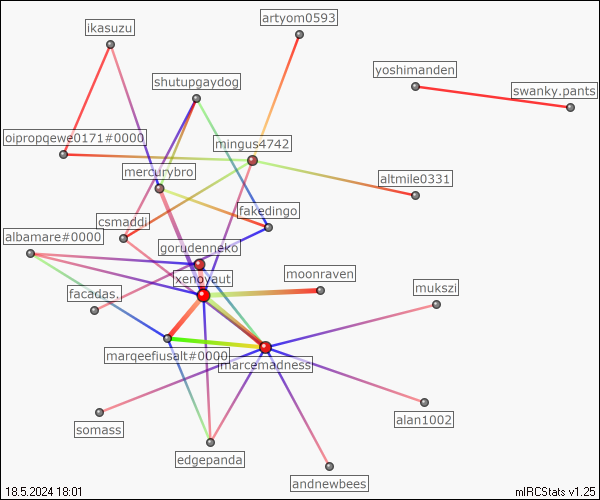 artyom0593
ikasuzu
yoshimanden
shutupgaydog
swanky.pants
oipropqewe0171#0000
mingus4742
mercurybro
altmile0331
fakedingo
csmaddi
albamare#0000
gorudenneko
xenovaut
moonraven
facadas.
mukszi
marqeefiusalt#0000
marcemadness
alan1002
somass
edgepanda
andnewbees
18.5.2024 18:01
mIRCStats v1.25